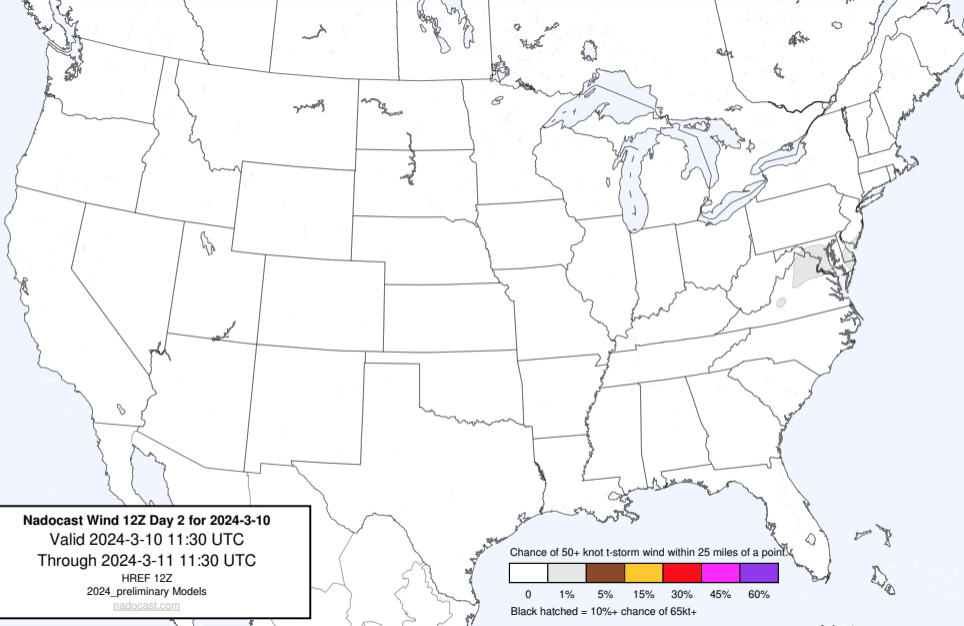 Nadocast Wind 12Z Day 2 for 2024-3-10
Valid 2024-3-10 11:30 UTC
Through 2024-3-11 11:30 UTC
HREF 12Z
2024_preliminary Models
nadocast.com
Chance of 50+ knot t-storm wind within 25 miles of a point.
0 1% 5% 15% 30% 45% 60%
Black hatched = 10%+ chance of 65kt+